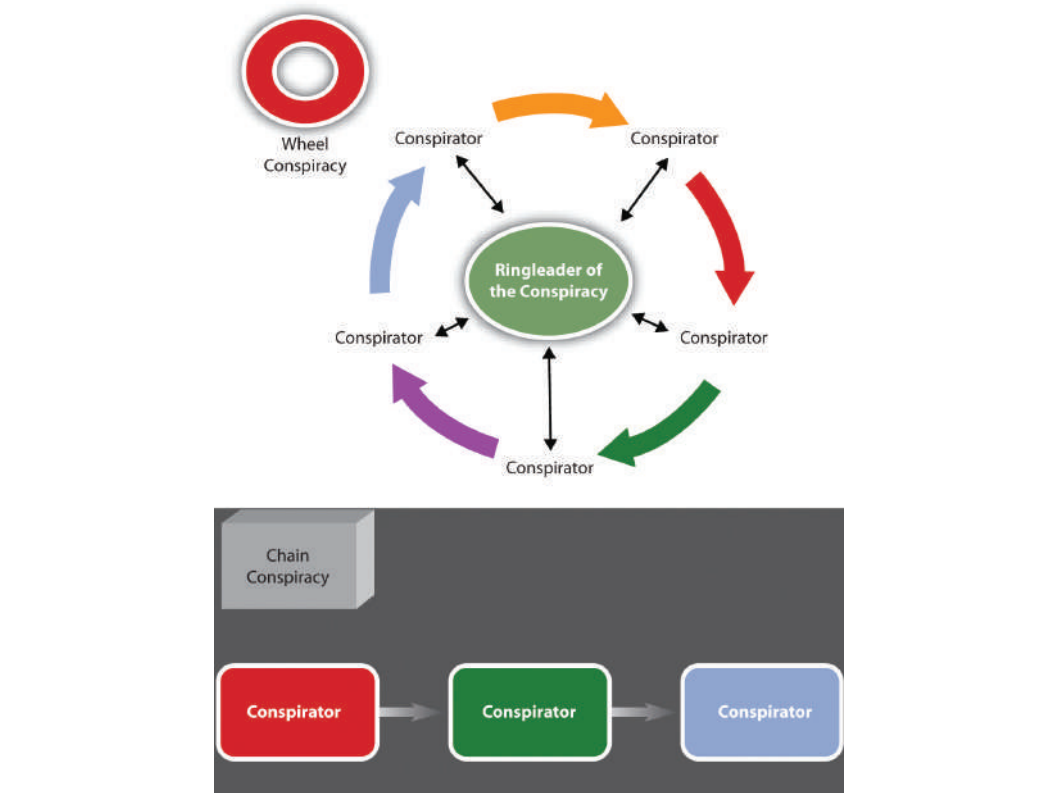 Wheel
Conspiracy
Conspirator
Conspirator
Ringleader of
the Conspiracy
Conspirator
Conspirator
Conspirator
Chain
Conspiracy
Conspirator
Conspirator
Conspirator